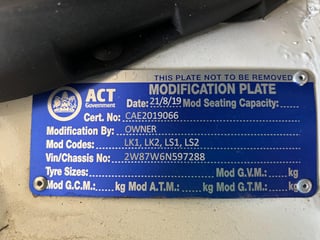 THIS PLATE NOT TO BE REMOVED
ACT Government
MODIFICATION PLATE
Date: 21/8/19 Mod Seating Capacity:
Cert. No: CAE2019066
Modification By: OWNER
Mod Codes: LK1, LK2, LS1, LS2
Vin/Chassis No: 2W87W6N597288
Tyre Sizes: Mod G.V.M.: kg
Mod G.C.M.: kg Mod A.T.M.: kg Mod G.T.M.: kg